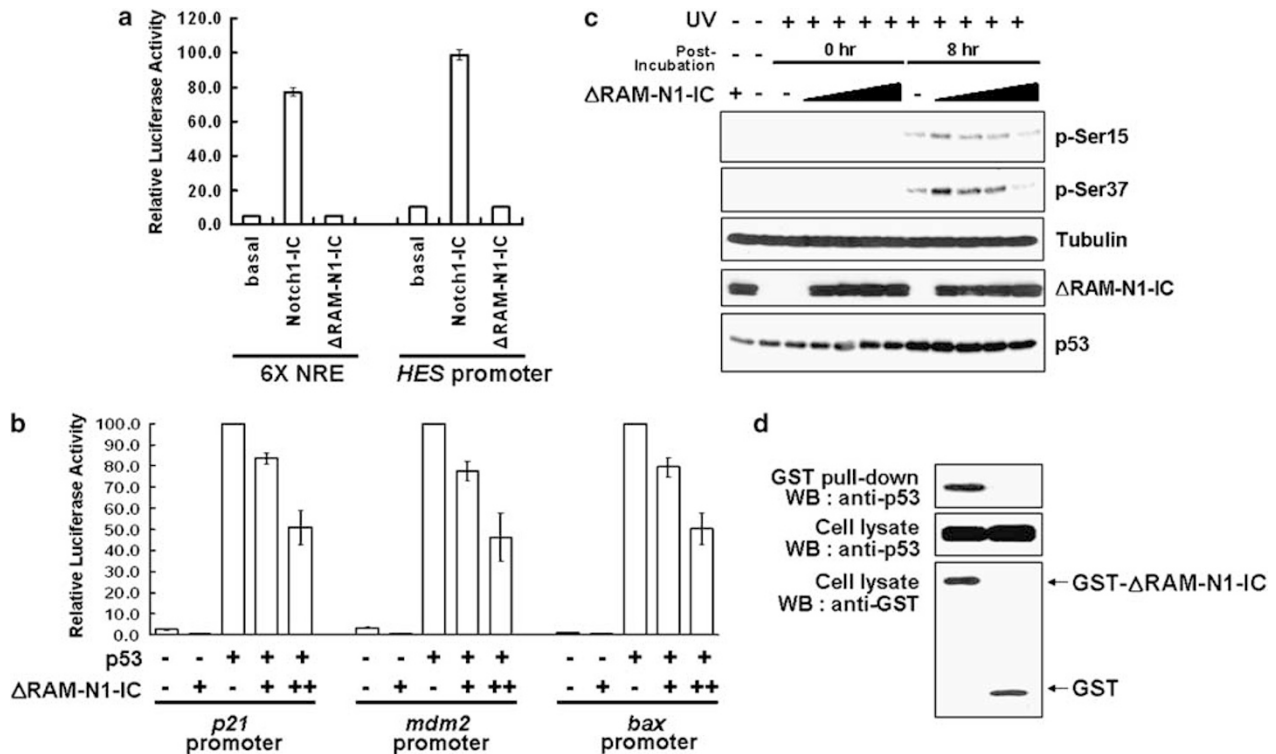 a
Relative Luciferase Activity
120.0
100.0
80.0
60.0
40.0
20.0
0.0
basal
Notch1-IC
ΔRAM-N1-IC
basal
Notch1-IC
ΔRAM-N1-IC
6X NRE
HES promoter
b
Relative Luciferase Activity
100.0
90.0
80.0
70.0
60.0
50.0
40.0
30.0
20.0
10.0
0.0
p53 - - + + + - - + + + - - + + +
ΔRAM-N1-IC - + - + ++ - + - + ++ - + - + ++
p21
promoter
mdm2
promoter
bax
promoter
c
UV - - + + + + + + + + + +
Post-
Incubation - - 0 hr 8 hr
ΔRAM-N1-IC + - - -
p-Ser15
p-Ser37
Tubulin
ΔRAM-N1-IC
p53
d
GST pull-down
WB : anti-p53
Cell lysate
WB : anti-p53
Cell lysate
WB : anti-GST
←GST-ΔRAM-N1-IC
←GST